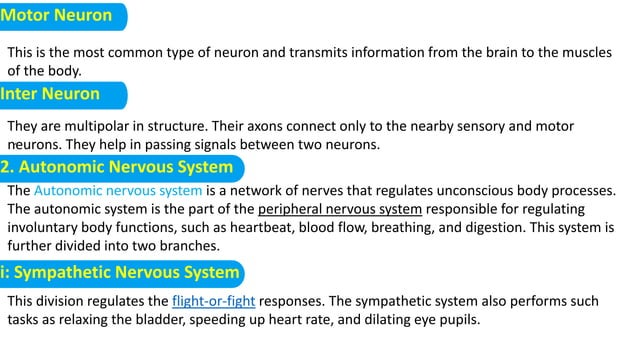 Motor Neuron
This is the most common type of neuron and transmits information from the brain to the muscles
of the body.
Inter Neuron
They are multipolar in structure. Their axons connect only to the nearby sensory and motor
neurons. They help in passing signals between two neurons.
2. Autonomic Nervous System
The Autonomic nervous system is a network of nerves that regulates unconscious body processes.
The autonomic system is the part of the peripheral nervous system responsible for regulating
involuntary body functions, such as heartbeat, blood flow, breathing, and digestion. This system is
further divided into two branches.
i: Sympathetic Nervous System
This division regulates the flight-or-fight responses. The sympathetic system also performs such
tasks as relaxing the bladder, speeding up heart rate, and dilating eye pupils.